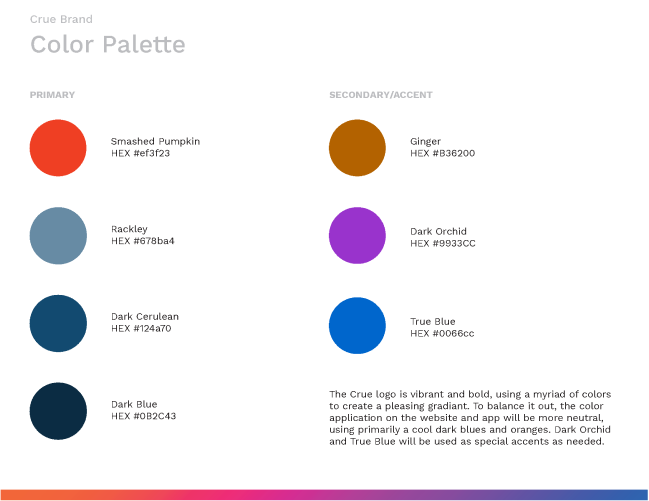 Crue Brand
Color Palette
PRIMARY
Smashed Pumpkin
HEX #ef3f23
Rackley
HEX #678ba4
Dark Cerulean
HEX #124a70
Dark Blue
HEX #0B2C43
SECONDARY/ACCENT
Ginger
HEX #B36200
Dark Orchid
HEX #9933CC
True Blue
HEX #0066cc
The Crue logo is vibrant and bold, using a myriad of colors
to create a pleasing gradiant. To balance it out, the color
application on the website and app will be more neutral,
using primarily a cool dark blues and oranges. Dark Orchid
and True Blue will be used as special accents as needed.